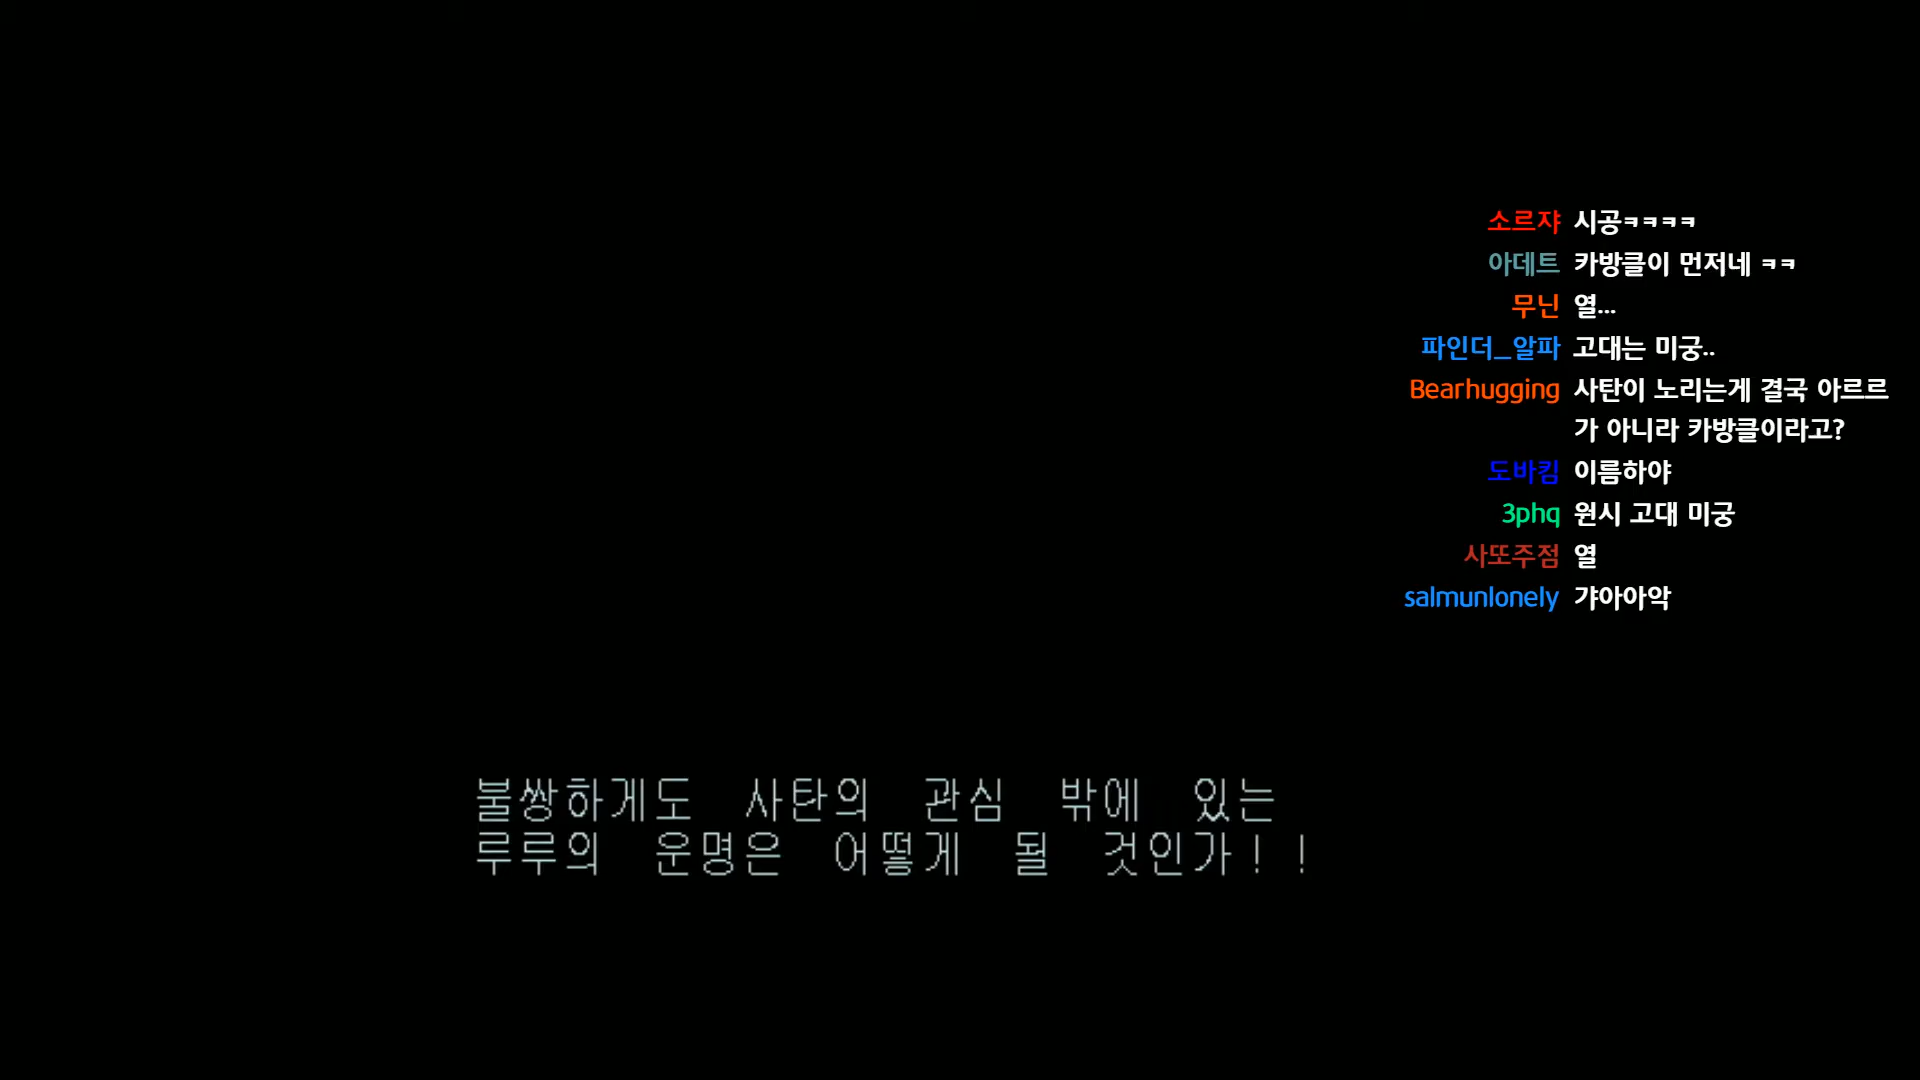 소르쟈 시공ㅋㅋㅋㅋ
아데트 카방클이 먼저네 ㅋㅋ
무닌 열...
파인더_알파 고대는 미궁..
Bearhugging 사탄이 노리는게 결국 아르르
가 아니라 카방클이라고?
도바킴 이름하야
3phq 원시 고대 미궁
사또주점 열
salmunlonely 갸아아악
불쌍하게도 사탄의 관심 밖에 있는
루루의 운명은 어떻게 될 것인가!!